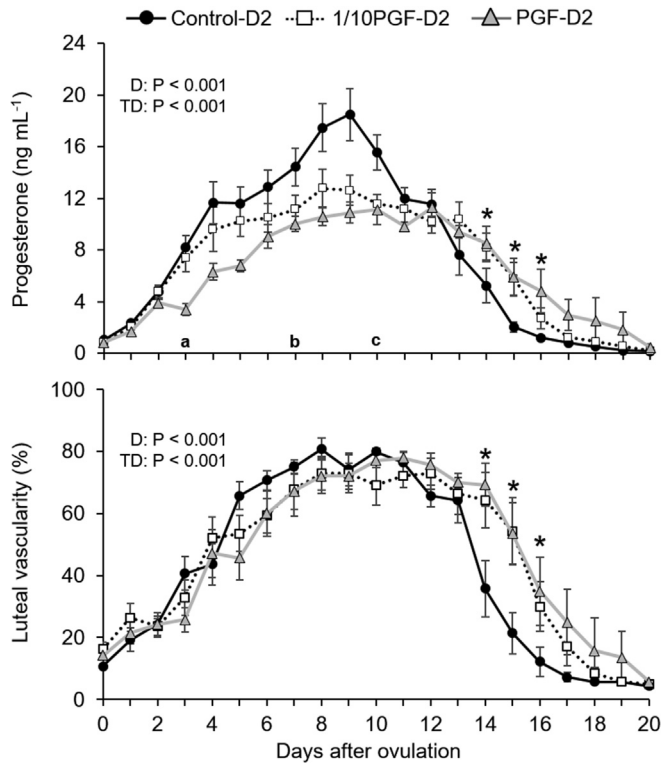 Control-D2 1/10PGF-D2 PGF-D2
24
20
16
12
8
4
0
Progesterone (ng mL-1)
D: P < 0.001
TD: P < 0.001
* * *
a b c
100
80
60
40
20
0
Luteal vascularity (%)
D: P < 0.001
TD: P < 0.001
* * *
0 2 4 6 8 10 12 14 16 18 20
Days after ovulation